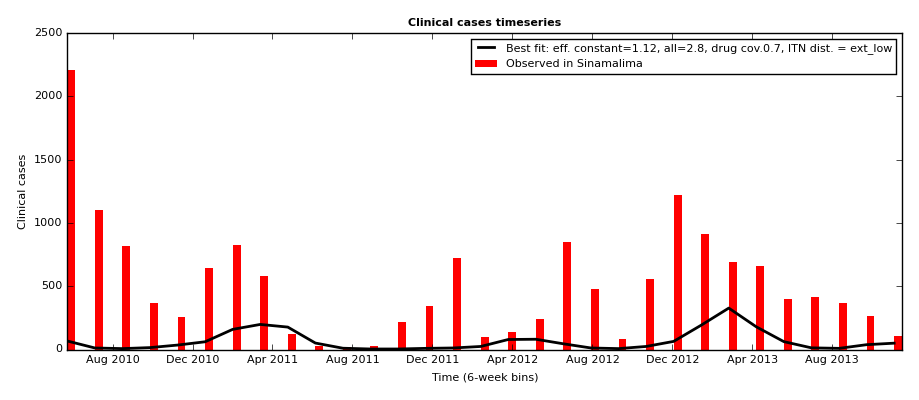 Clinical cases timeseries
Best fit: eff. constant=1.12, all=2.8, drug cov.0.7, ITN dist. = ext_low
Observed in Sinamalima
2500
2000
1500
1000
500
0
Clinical cases
Aug 2010 Dec 2010 Apr 2011 Aug 2011 Dec 2011 Apr 2012 Aug 2012 Dec 2012 Apr 2013 Aug 2013
Time (6-week bins)